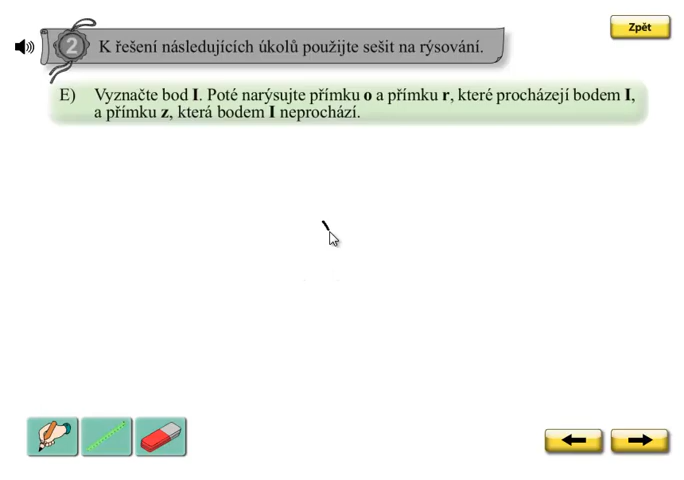 Zpět
2 K řešení následujících úkolů použijte sešit na rýsování.
E) Vyznačte bod I. Poté narýsujte přímku o a přímku r, které procházejí bodem I,
a přímku z, která bodem I neprochází.